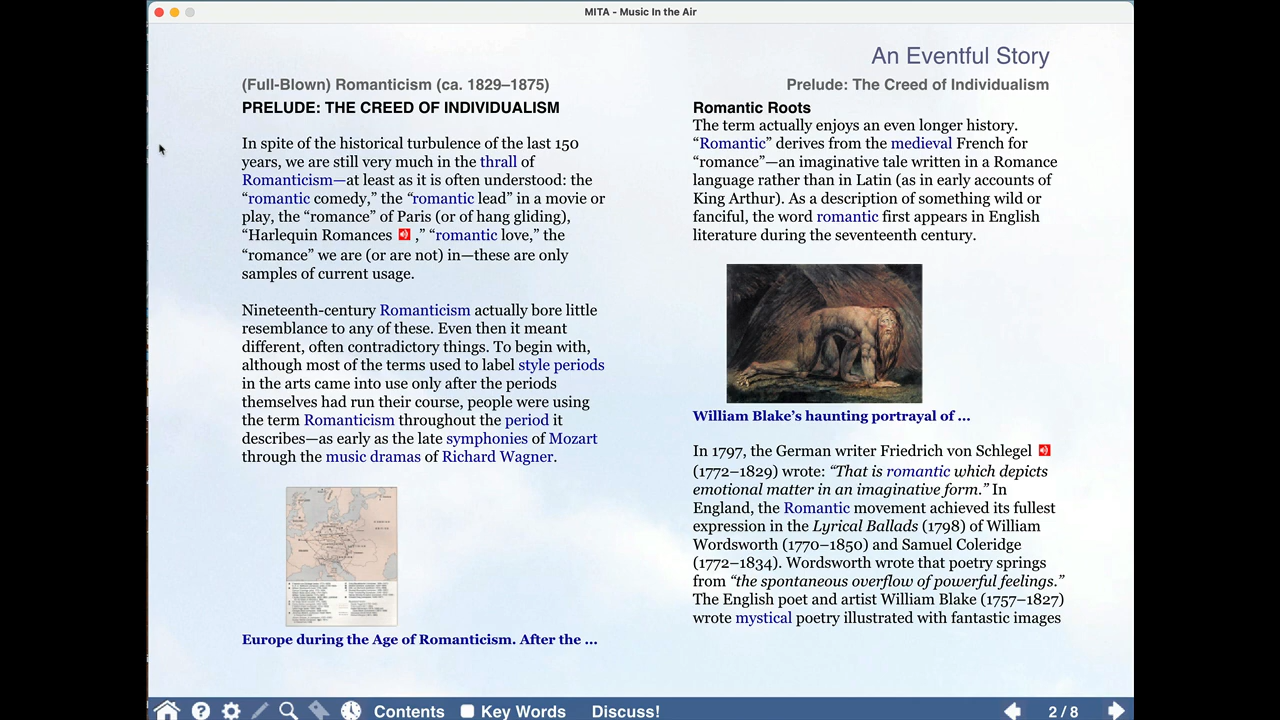 MITA - Music In the Air
An Eventful Story
(Full-Blown) Romanticism (ca. 1829–1875)
Prelude: The Creed of Individualism
PRELUDE: THE CREED OF INDIVIDUALISM
In spite of the historical turbulence of the last 150
years, we are still very much in the thrall of
Romanticism—at least as it is often understood: the
“romantic comedy,” the “romantic lead” in a movie or
play, the “romance” of Paris (or of hang gliding),
“Harlequin Romances ,” “romantic love,” the
“romance” we are (or are not) in—these are only
samples of current usage.
Nineteenth-century Romanticism actually bore little
resemblance to any of these. Even then it meant
different, often contradictory things. To begin with,
although most of the terms used to label style periods
in the arts came into use only after the periods
themselves had run their course, people were using
the term Romanticism throughout the period it
describes—as early as the late symphonies of Mozart
through the music dramas of Richard Wagner.
Europe during the Age of Romanticism. After the ...
Romantic Roots
The term actually enjoys an even longer history.
“Romantic” derives from the medieval French for
“romance”—an imaginative tale written in a Romance
language rather than in Latin (as in early accounts of
King Arthur). As a description of something wild or
fanciful, the word romantic first appears in English
literature during the seventeenth century.
William Blake’s haunting portrayal of ...
In 1797, the German writer Friedrich von Schlegel
(1772–1829) wrote: “That is romantic which depicts
emotional matter in an imaginative form.” In
England, the Romantic movement achieved its fullest
expression in the Lyrical Ballads (1798) of William
Wordsworth (1770–1850) and Samuel Coleridge
(1772–1834). Wordsworth wrote that poetry springs
from “the spontaneous overflow of powerful feelings.”
The English poet and artist William Blake (1757–1827)
wrote mystical poetry illustrated with fantastic images
Contents
Key Words
Discuss!
2 / 8